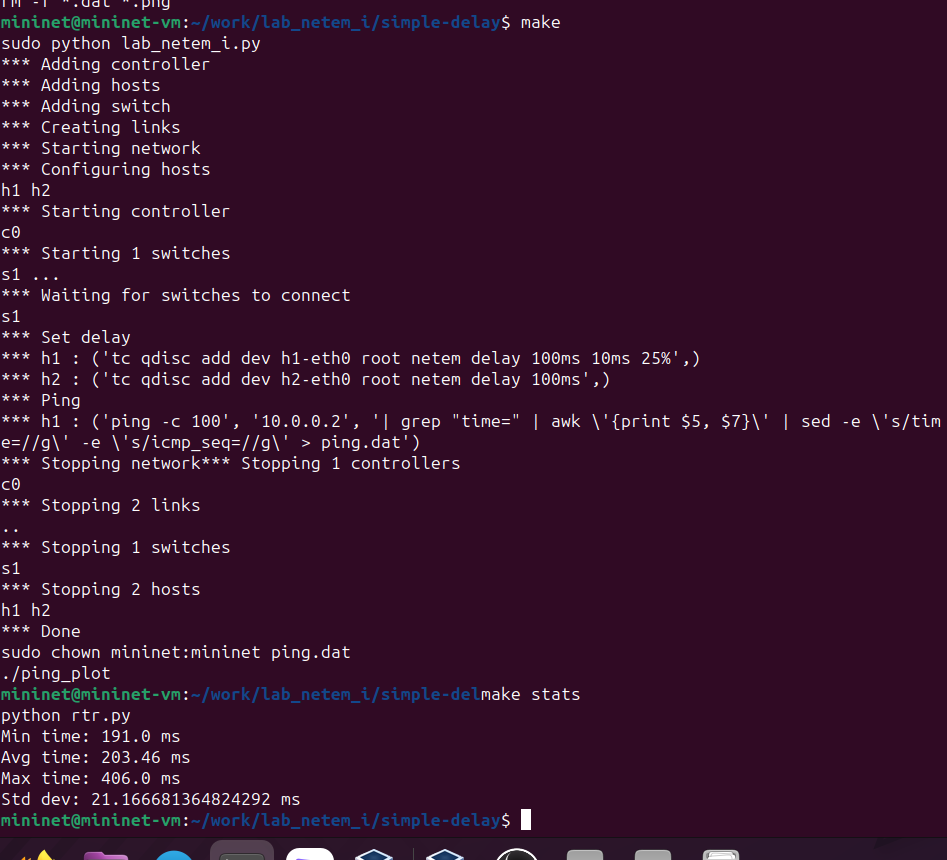 rm -f *.dat *.png
mininet@mininet-vm:~/work/lab_netem_i/simple-delay$ make
sudo python lab_netem_i.py
*** Adding controller
*** Adding hosts
*** Adding switch
*** Creating links
*** Starting network
*** Configuring hosts
h1 h2
*** Starting controller
c0
*** Starting 1 switches
s1 ...
*** Waiting for switches to connect
s1
*** Set delay
*** h1 : ('tc qdisc add dev h1-eth0 root netem delay 100ms 10ms 25%',)
*** h2 : ('tc qdisc add dev h2-eth0 root netem delay 100ms',)
*** Ping
*** h1 : ('ping -c 100', '10.0.0.2', '| grep "time=" | awk \'{print $5, $7}\' | sed -e \'s/tim
e=//g\' -e \'s/icmp_seq=//g\' > ping.dat')
*** Stopping network*** Stopping 1 controllers
c0
*** Stopping 2 links
..
*** Stopping 1 switches
s1
*** Stopping 2 hosts
h1 h2
*** Done
sudo chown mininet:mininet ping.dat
./ping_plot
mininet@mininet-vm:~/work/lab_netem_i/simple-delmake stats
python rtr.py
Min time: 191.0 ms
Avg time: 203.46 ms
Max time: 406.0 ms
Std dev: 21.166681364824292 ms
mininet@mininet-vm:~/work/lab_netem_i/simple-delay$